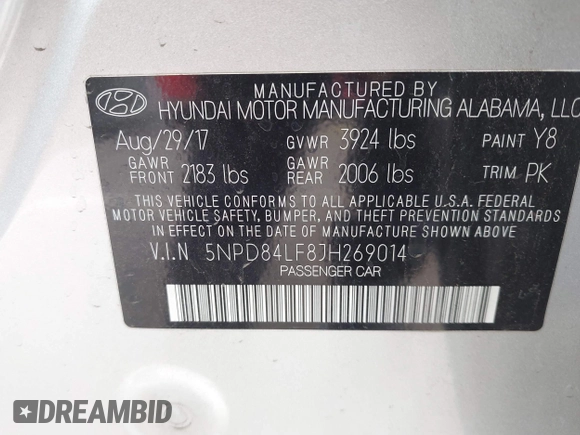 MANUFACTURED BY
HYUNDAI MOTOR MANUFACTURING ALABAMA, LLC
Aug/29/17 GVWR 3924 lbs PAINT Y8
GAWR FRONT 2183 lbs GAWR REAR 2006 lbs TRIM PK
THIS VEHICLE CONFORMS TO ALL APPLICABLE U.S.A. FEDERAL
MOTOR VEHICLE SAFETY, BUMPER, AND THEFT PREVENTION
STANDARDS IN EFFECT ON THE DATE OF MANUFACTURE SHOWN ABOVE.
V.I.N 5NPD84LF8JH269014
PASSENGER CAR
DREAMBID